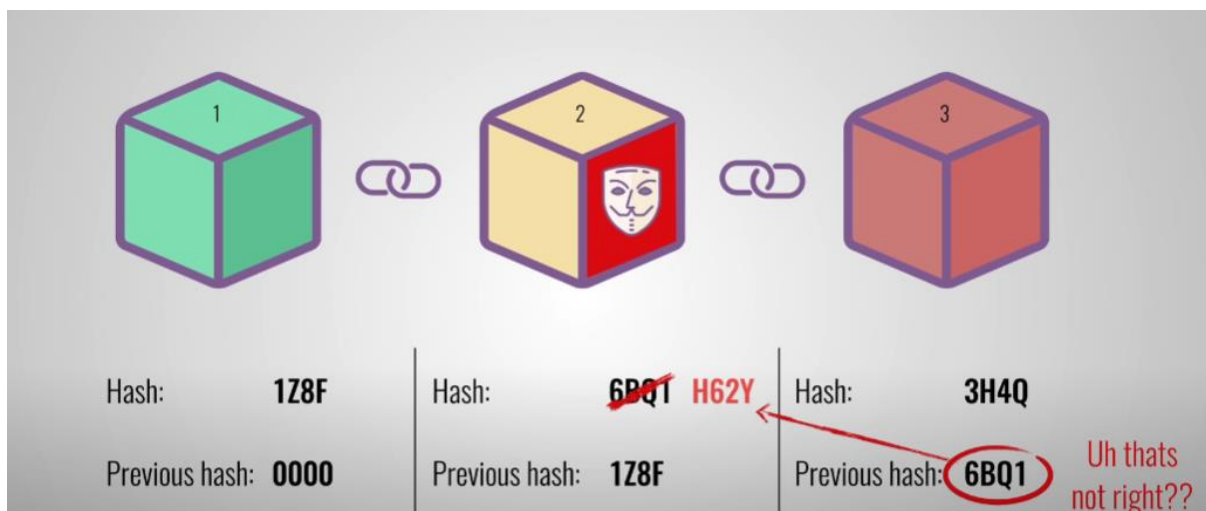 1
2
3
Hash: 1Z8F
Hash: 6BQ1 H62Y
Hash: 3H4Q
Previous hash: 0000
Previous hash: 1Z8F
Previous hash: 6BQ1
Uh thats
not right??